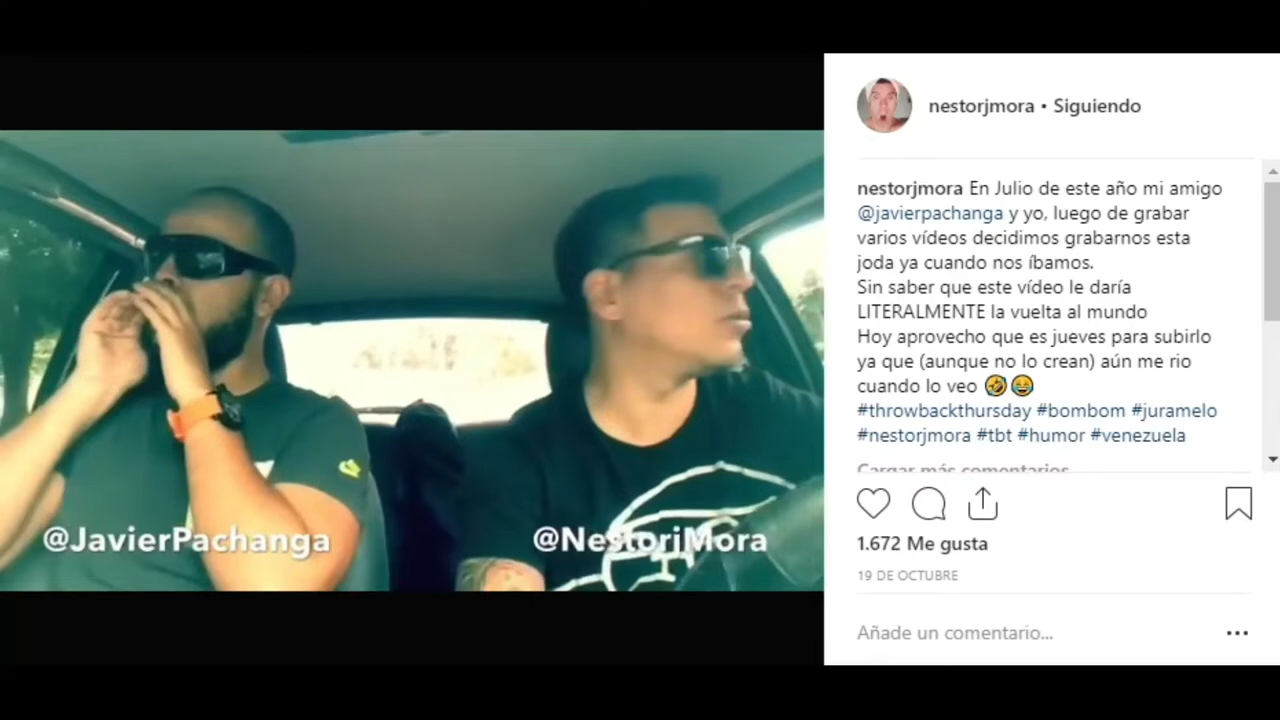 nestorjmora • Siguiendo
nestorjmora En Julio de este año mi amigo
@javierpachanga y yo, luego de grabar
varios vídeos decidimos grabarnos esta
joda ya cuando nos íbamos.
Sin saber que este vídeo le daría
LITERALMENTE la vuelta al mundo
Hoy aprovecho que es jueves para subirlo
ya que (aunque no lo crean) aún me rio
cuando lo veo 🤣😂
#throwbackthursday #bombom #juramelo
#nestorjmora #tbt #humor #venezuela
Cargar más comentarios
1.672 Me gusta
19 DE OCTUBRE
Añade un comentario...
@JavierPachanga
@NestorjMora